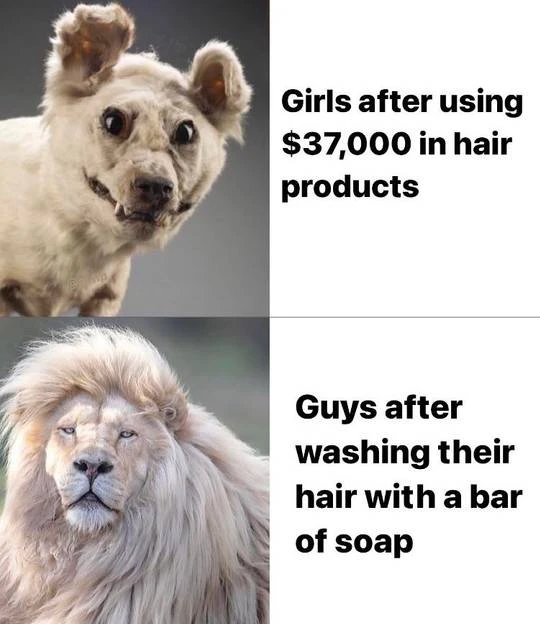 Girls after using
$37,000 in hair
products
Guys after
washing their
hair with a bar
of soap